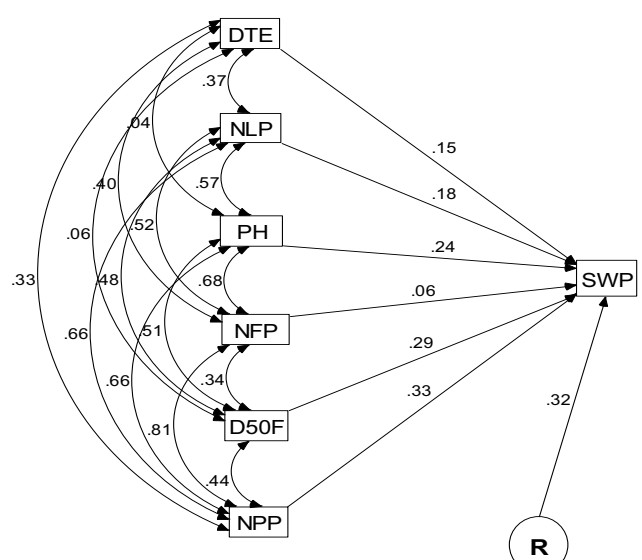 DTE
.37
NLP
.04
.15
.57
.18
.40
.52
PH
.24
.06
.68
SWP
.33
.48
.06
NFP
.51
.29
.66
.34
.33
.66
.81
D50F
.32
.44
NPP
R